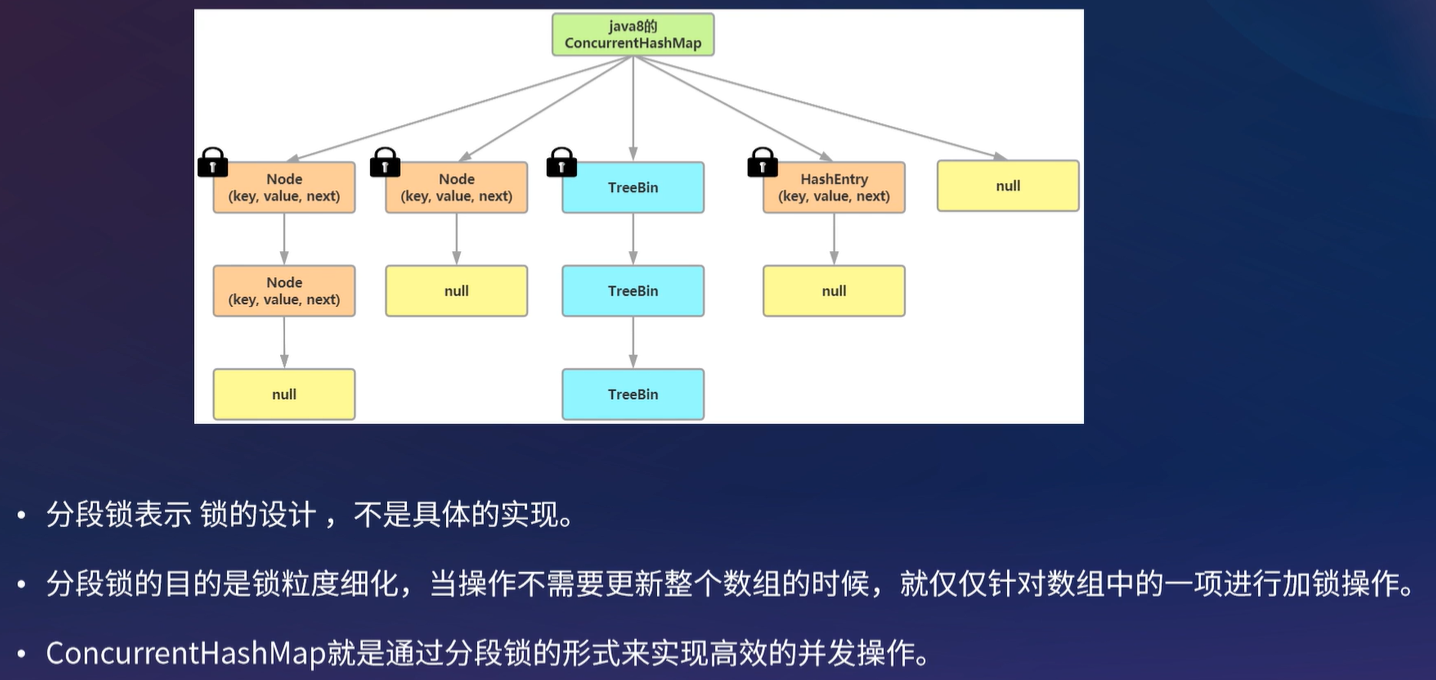 java8的
ConcurrentHashMap
Node
(key, value, next)
Node
(key, value, next)
TreeBin
HashEntry
(key, value, next)
null
Node
(key, value, next)
null
TreeBin
null
null
TreeBin
• 分段锁表示 锁的设计 ，不是具体的实现。
• 分段锁的目的是锁粒度细化，当操作不需要更新整个数组的时候，就仅仅针对数组中的一项进行加锁操作。
• ConcurrentHashMap就是通过分段锁的形式来实现高效的并发操作。